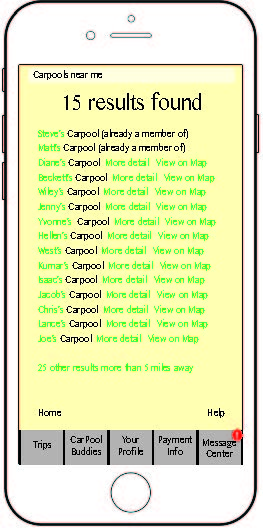 Carpools near me
15 results found
Steve's Carpool (already a member of)
Matt's Carpool (already a member of)
Diane's Carpool More detail View on Map
Beckett's Carpool More detail View on Map
Wiley's Carpool More detail View on Map
Jenny's Carpool More detail View on Map
Yvonne's Carpool More detail View on Map
Hellen's Carpool More detail View on Map
West's Carpool More detail View on Map
Kumar's Carpool More detail View on Map
Isaac's Carpool More detail View on Map
Jacob's Carpool More detail View on Map
Chris's Carpool More detail View on Map
Lance's Carpool More detail View on Map
Joe's Carpool More detail View on Map
25 other results more than 5 miles away
Home Help
Trips
CarPool
Buddies
Your
Profile
Payment
Info
Message
Center
!